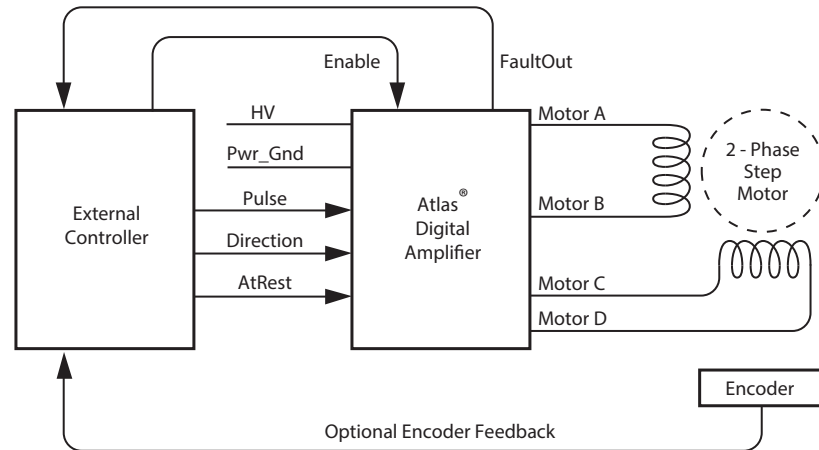 Enable
FaultOut
HV
Pwr_Gnd
Pulse
Direction
AtRest
External
Controller
Atlas®
Digital
Amplifier
Motor A
Motor B
Motor C
Motor D
2 - Phase
Step
Motor
Encoder
Optional Encoder Feedback